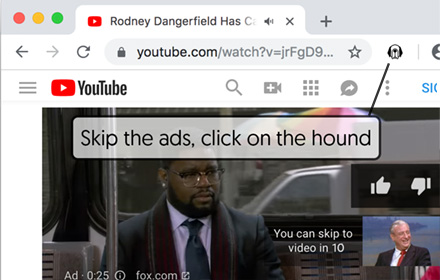 Rodney Dangerfield Has Ca
youtube.com/watch?v=jrFgD9...
YouTube
SIG
Skip the ads, click on the hound
You can skip to
video in 10
Ad · 0:25 fox.com